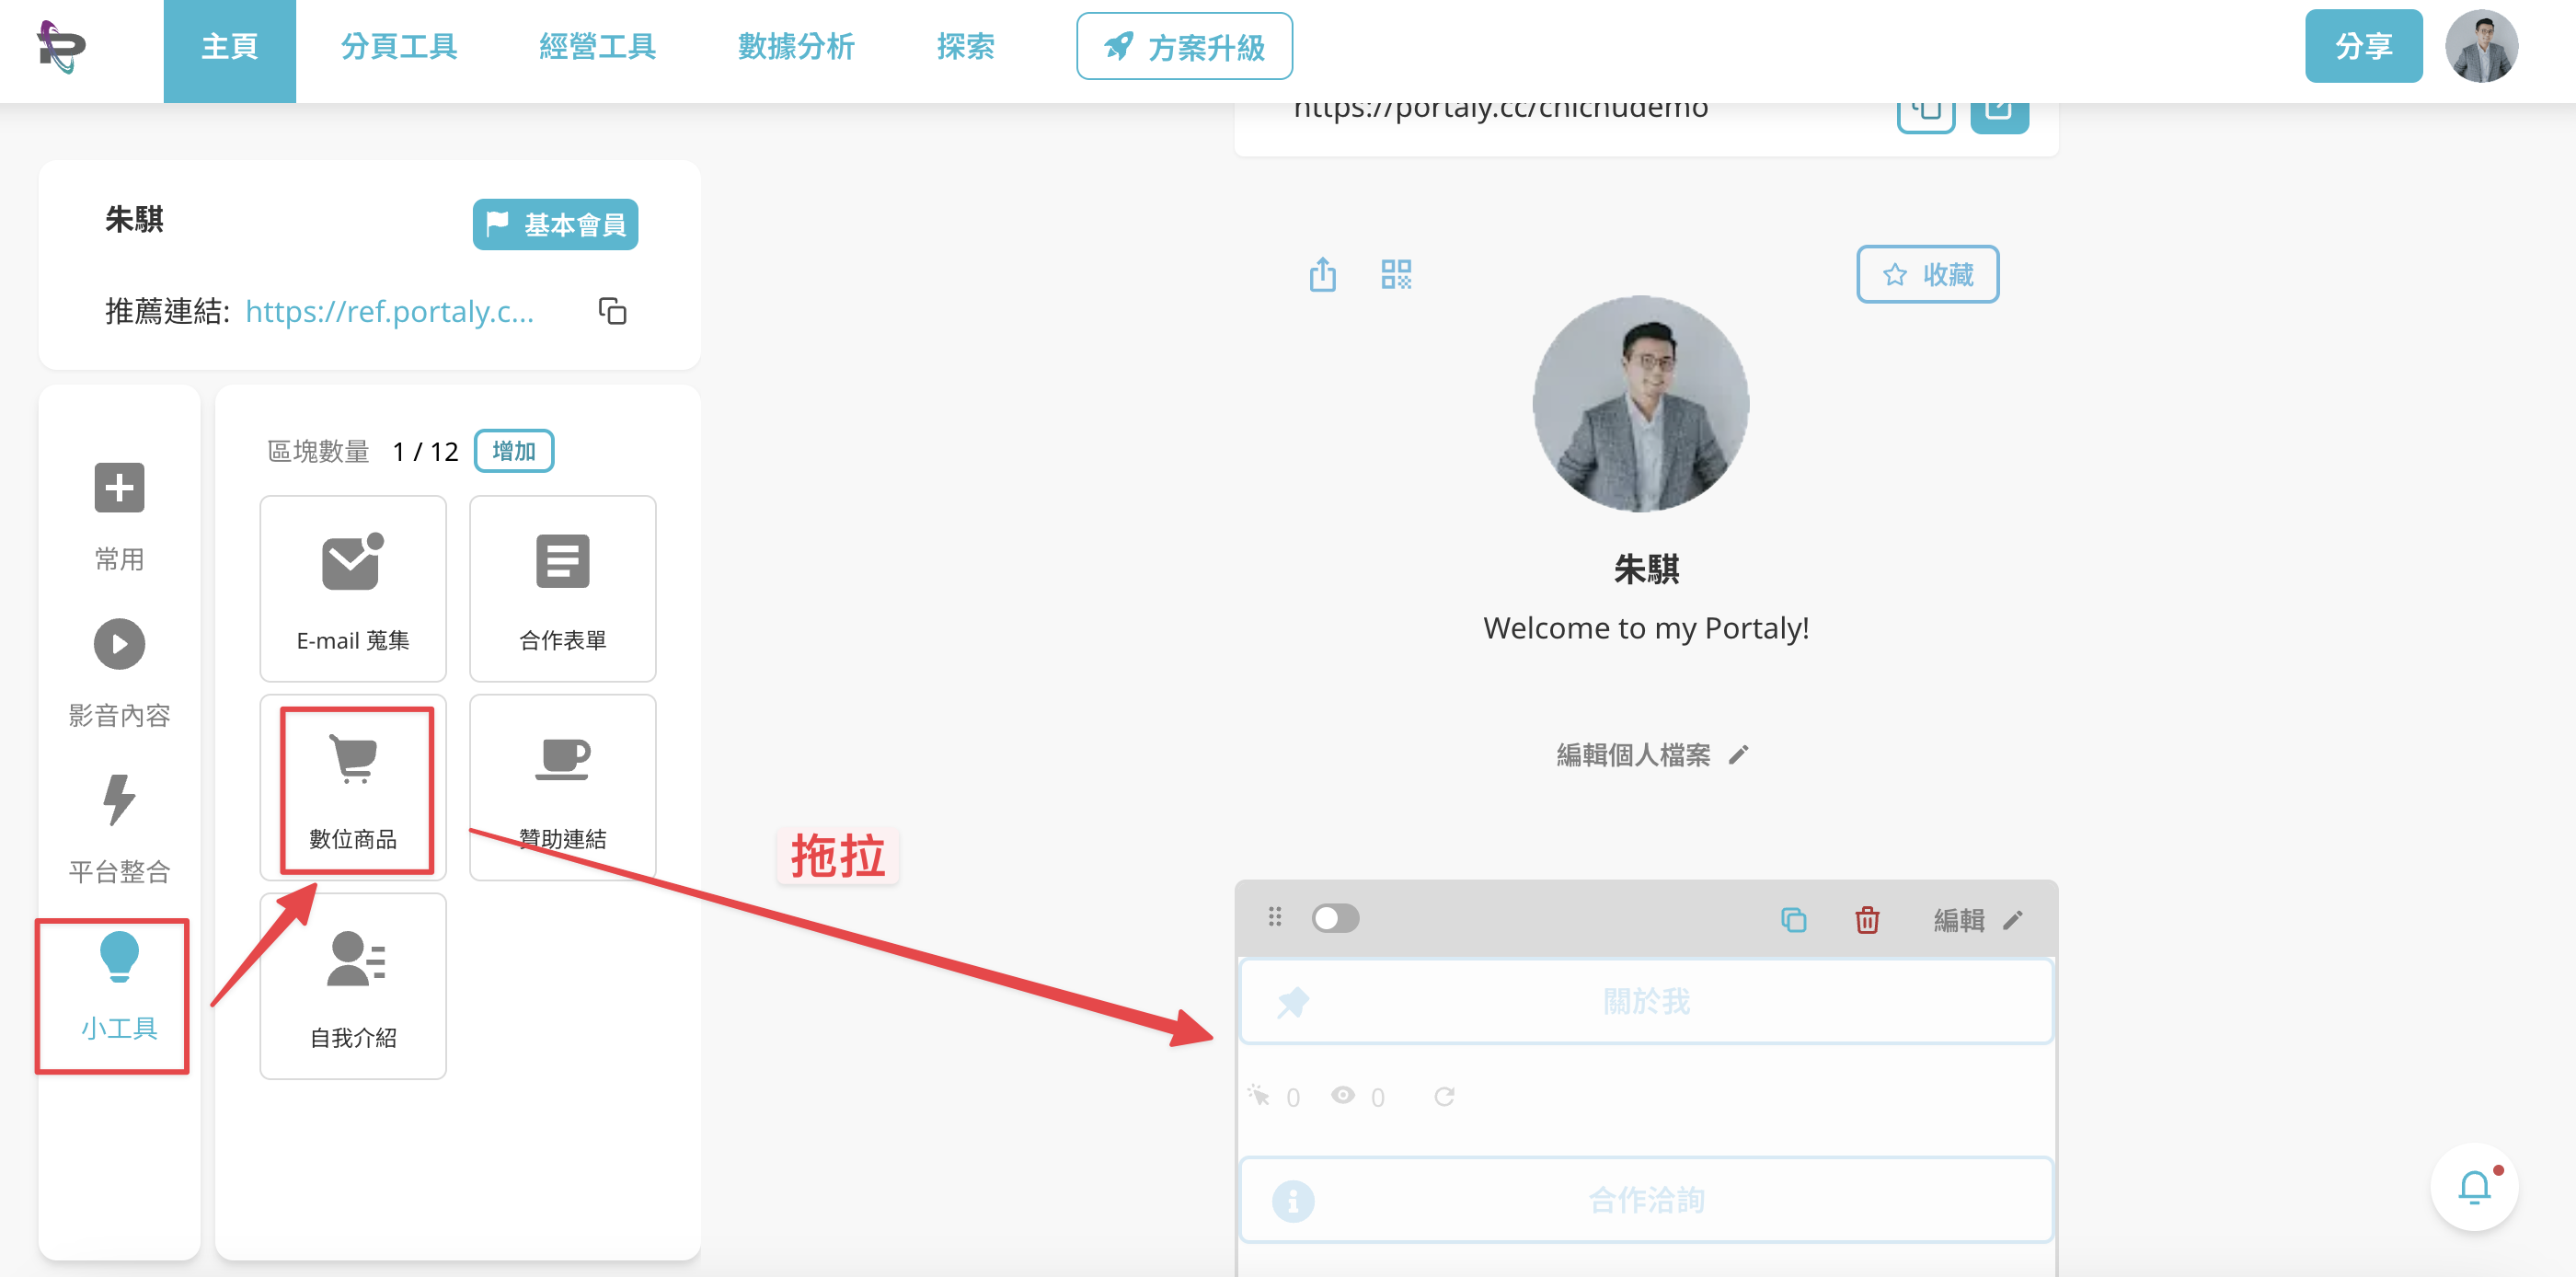 主頁
分頁工具
經營工具
數據分析
探索
方案升級
分享
https://portaly.cc/chichudemo
朱騏
基本會員
推薦連結: https://ref.portaly.c...
常用
影音內容
平台整合
小工具
區塊數量 1 / 12 增加
E-mail 蒐集
合作表單
數位商品
贊助連結
自我介紹
拖拉
收藏
朱騏
Welcome to my Portaly!
編輯個人檔案
編輯
關於我
0
0
合作洽詢